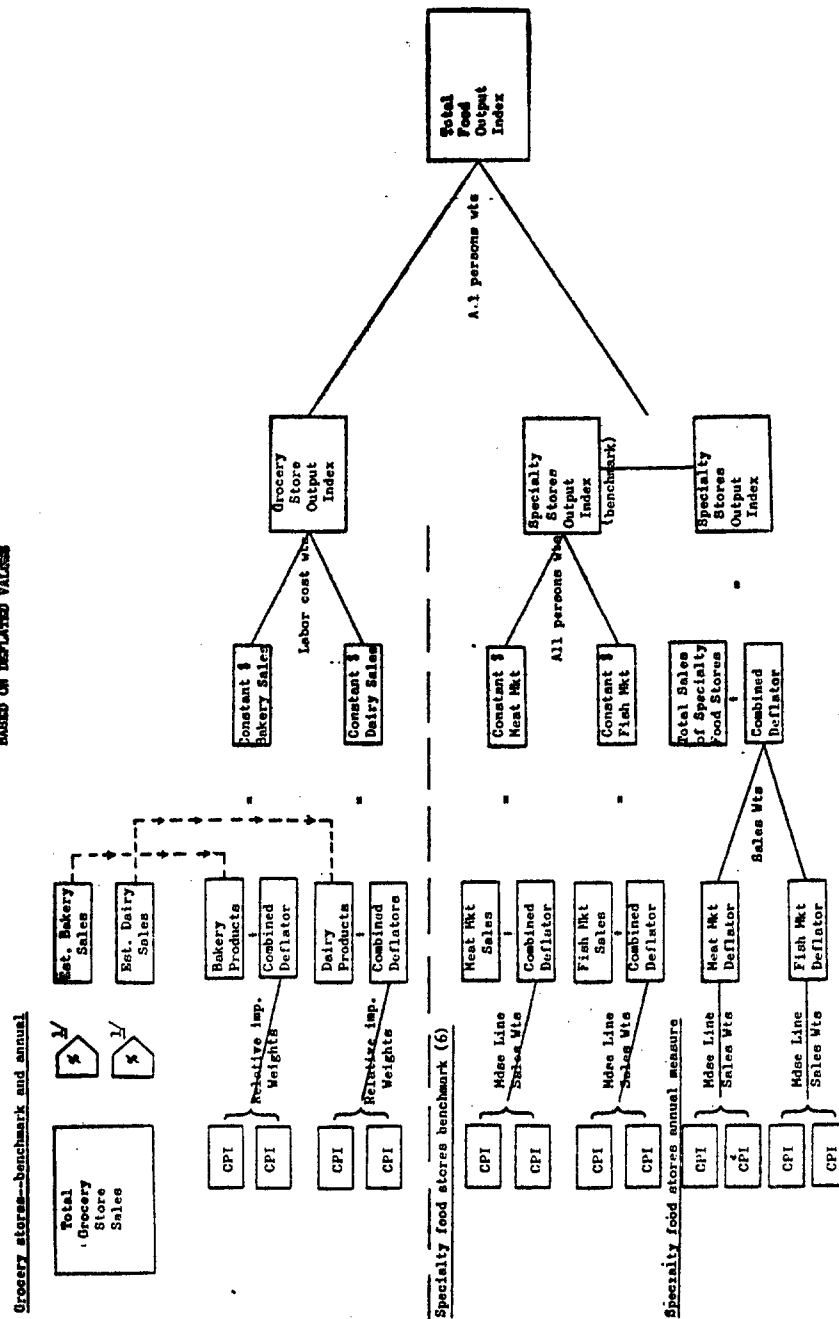 BASED ON DEFLATED VALUES
Grocery stores--benchmark and annual
Total
Grocery
Store
Sales
%
1/
%
1/
Est. Bakery
Sales
Est. Dairy
Sales
CPI
CPI
Relative imp.
Weights
Bakery
Products
÷
Combined
Deflator
=
Constant $
Bakery Sales
CPI
CPI
Relative imp.
Weights
Dairy
Products
÷
Combined
Deflators
=
Constant $
Dairy Sales
Labor cost wts
Grocery
Store
Output
Index
Specialty food stores benchmark (6)
CPI
CPI
Mdse Line
Sales Wts
Meat Mkt
Sales
÷
Combined
Deflator
=
Constant $
Meat Mkt
CPI
CPI
Mdse Line
Sales Wts
Fish Mkt
Sales
÷
Combined
Deflator
=
Constant $
Fish Mkt
All persons wts
Specialty
Stores
Output
Index
(benchmark)
Specialty food stores annual measure
CPI
CPI
Mdse Line
Sales Wts
Meat Mkt
Deflator
CPI
CPI
Mdse Line
Sales Wts
Fish Mkt
Deflator
Sales Wts
Total Sales
of Specialty
Food Stores
÷
Combined
Deflator
=
Specialty
Stores
Output
Index
A.l persons wts
Total
Food
Output
Index